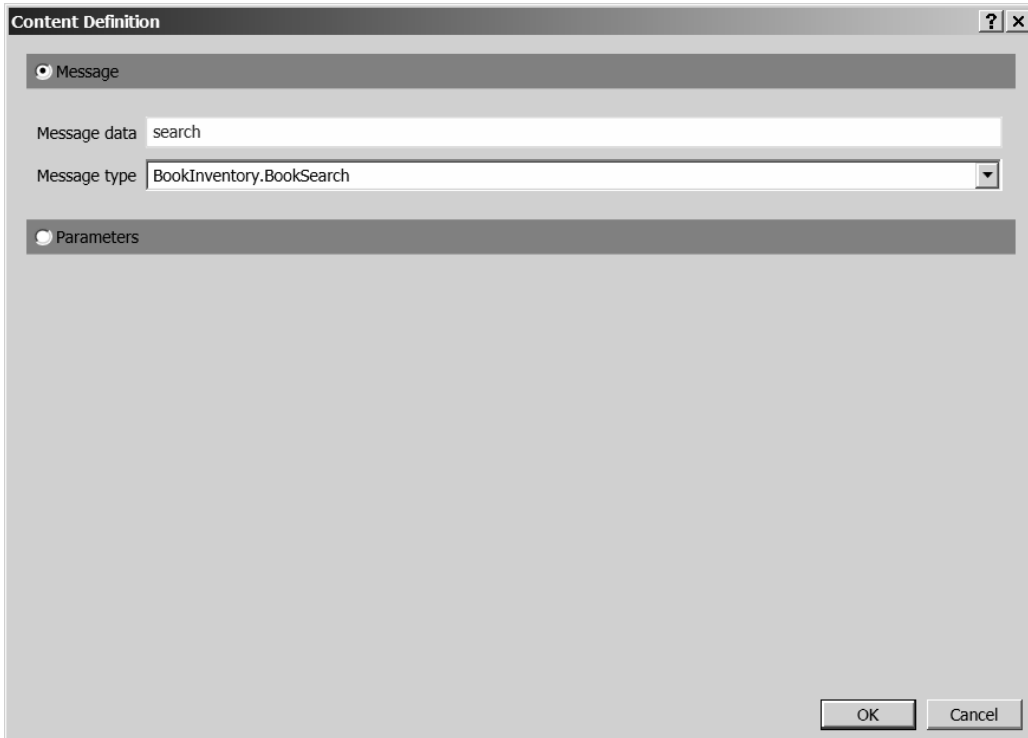 Content Definition ? ×
Message
Message data search
Message type BookInventory.BookSearch
Parameters
OK Cancel